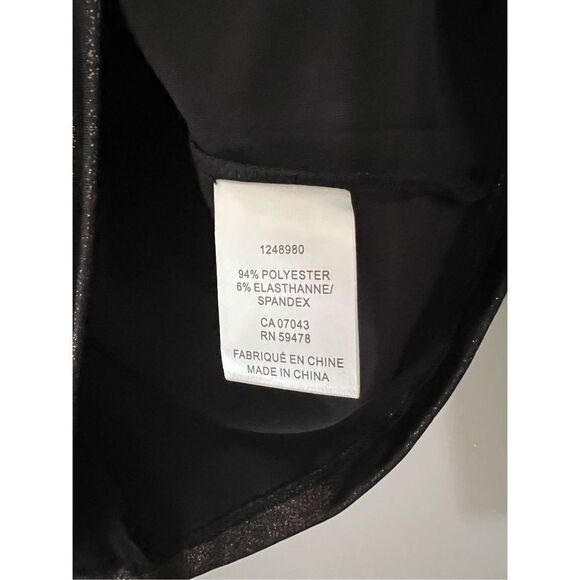 1248980
94% POLYESTER
6% ELASTHANNE/
SPANDEX
CA 07043
RN 59478
FABRIQUÉ EN CHINE
MADE IN CHINA